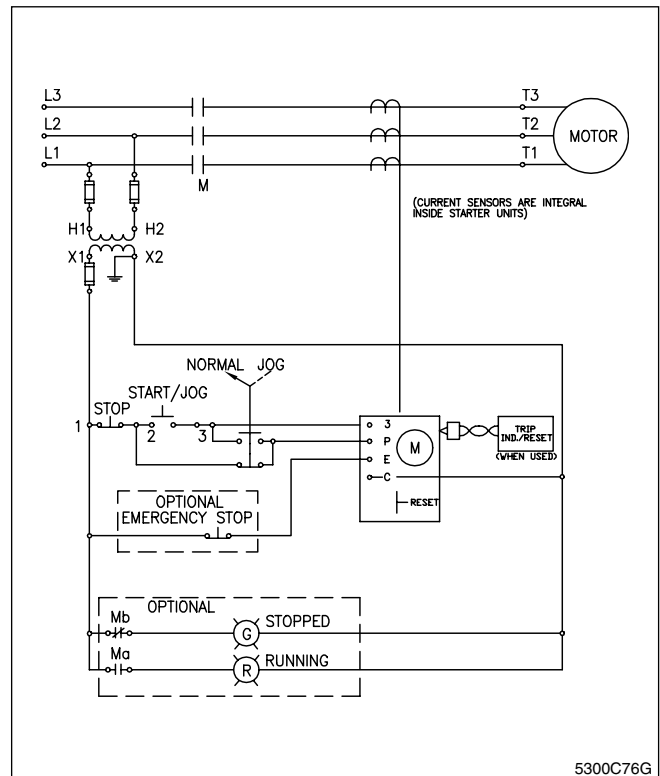 L3
T3
L2
T2
MOTOR
L1
T1
M
(CURRENT SENSORS ARE INTEGRAL
INSIDE STARTER UNITS)
H1
H2
X1
X2
NORMAL JOG
START/JOG
STOP
1
2
3
3
P
E
C
M
RESET
TRIP
IND./RESET
(WHEN USED)
OPTIONAL
EMERGENCY STOP
OPTIONAL
Mb
G
STOPPED
Ma
R
RUNNING
5300C76G